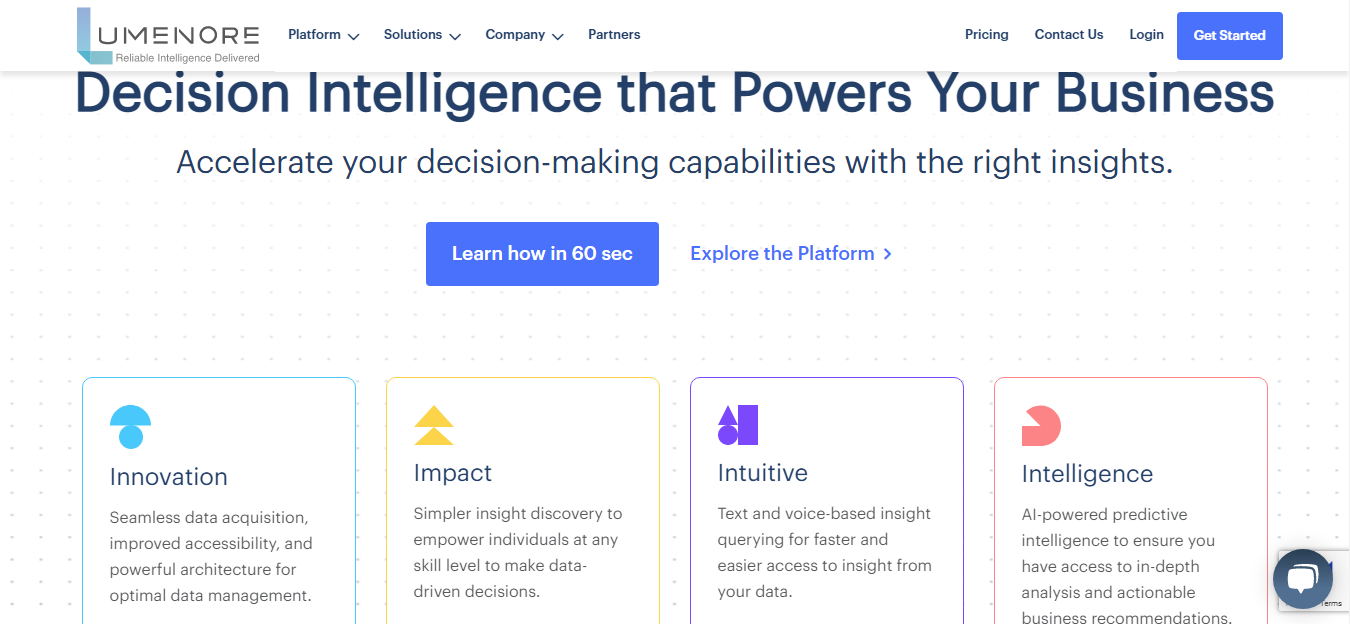 LUMENORE
Reliable Intelligence Delivered
Platform Solutions Company Partners Pricing Contact Us Login Get Started
Decision Intelligence that Powers Your Business
Accelerate your decision-making capabilities with the right insights.
Learn how in 60 sec Explore the Platform
Innovation
Seamless data acquisition,
improved accessibility, and
powerful architecture for
optimal data management.
Impact
Simpler insight discovery to
empower individuals at any
skill level to make data-
driven decisions.
Intuitive
Text and voice-based insight
querying for faster and
easier access to insight from
your data.
Intelligence
AI-powered predictive
intelligence to ensure you
have access to in-depth
analysis and actionable
business recommendations.
Terms